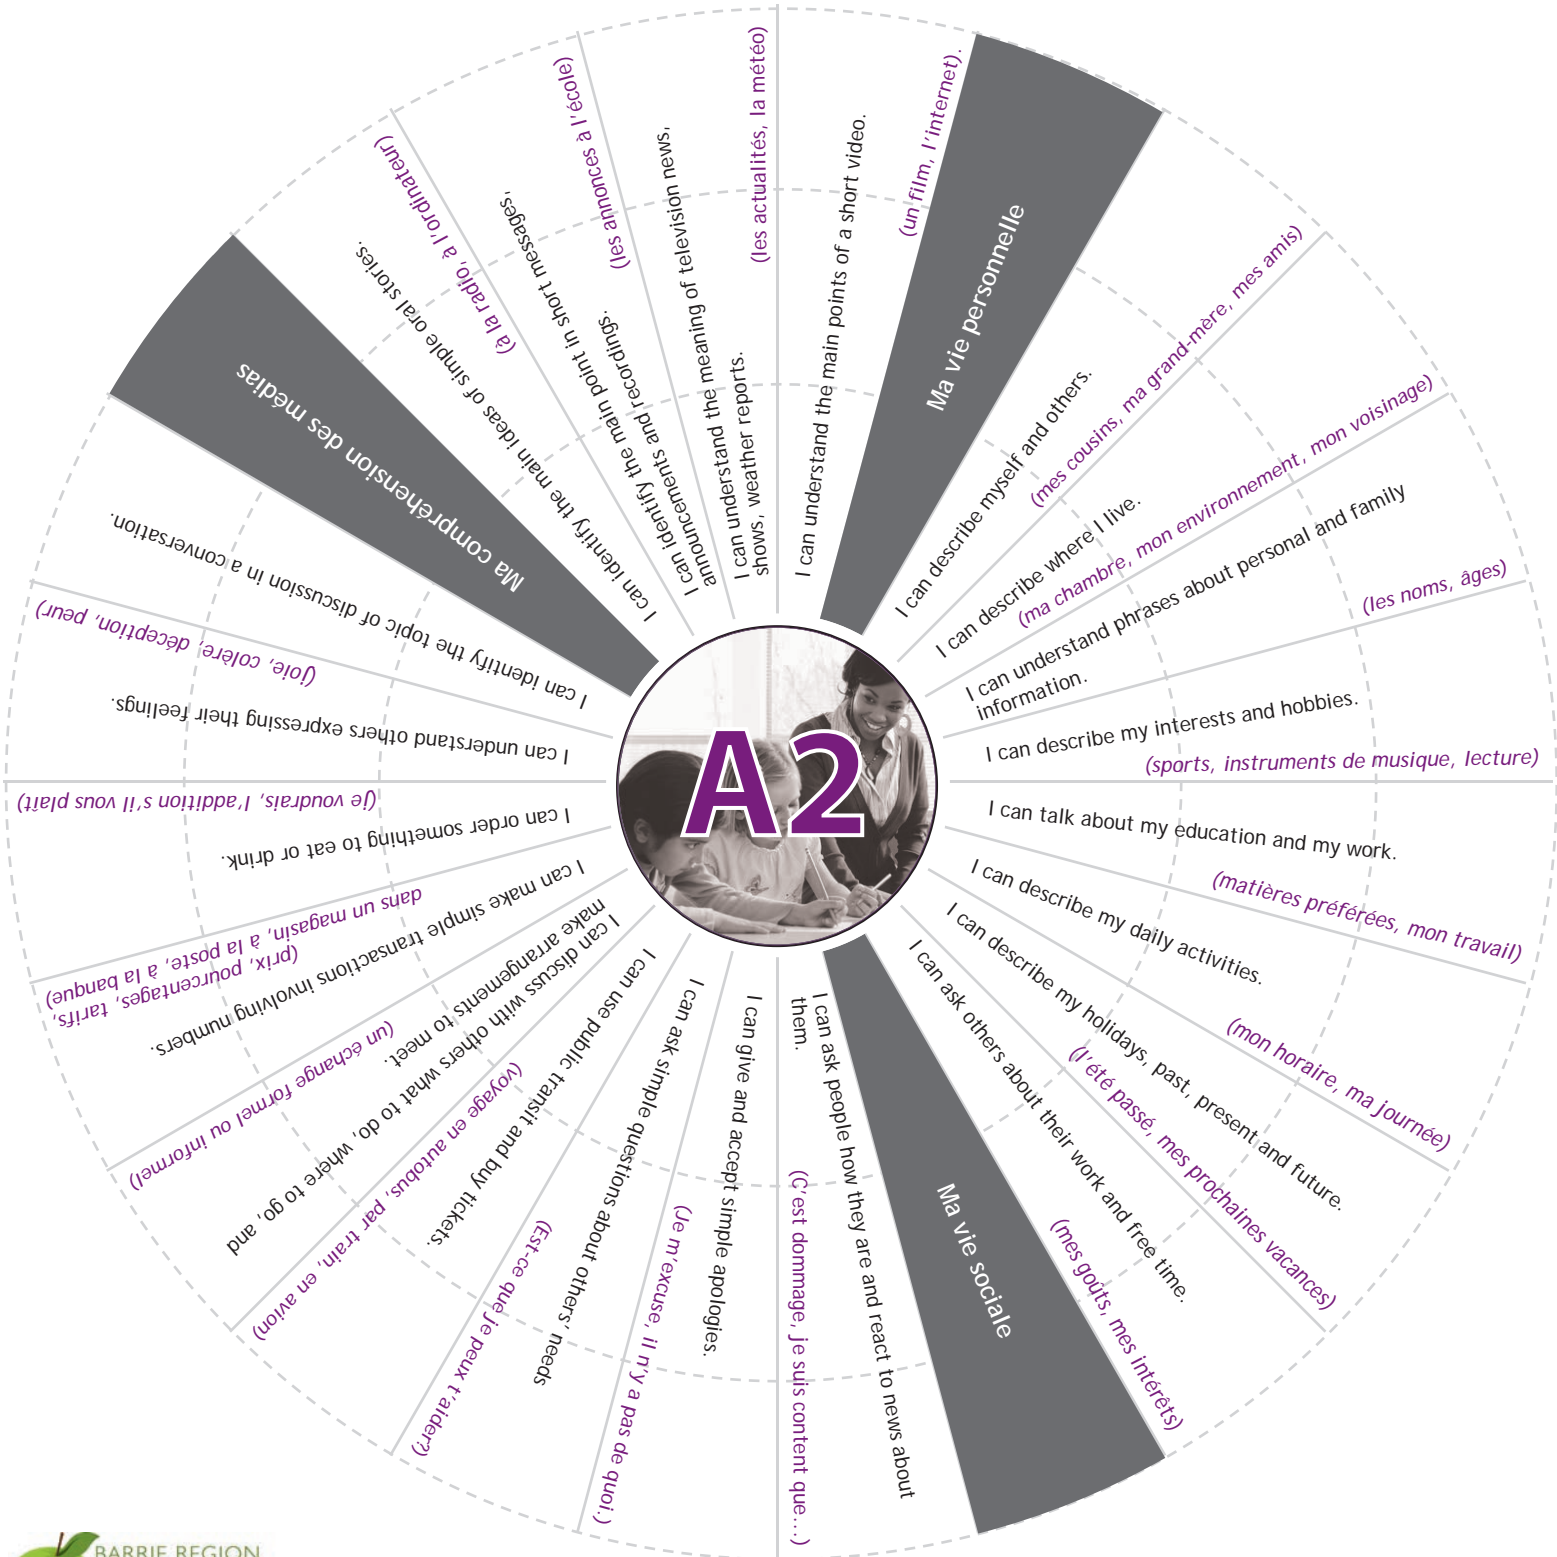 A2
Ma vie personnelle
I can describe myself and others.
(mes cousins, ma grand-mère, mes amis)
I can describe where I live.
(ma chambre, mon environnement, mon voisinage)
I can understand phrases about personal and family
information.
(les noms, âges)
I can describe my interests and hobbies.
(sports, instruments de musique, lecture)
I can talk about my education and my work.
(matières préférées, mon travail)
I can describe my daily activities.
(mon horaire, ma journée)
I can describe my holidays, past, present and future.
(l'été passé, mes prochaines vacances)
I can ask others about their work and free time.
(mes goûts, mes intérêts)
Ma vie sociale
I can ask people how they are and react to news about
them.
(C'est dommage, je suis content que...)
I can give and accept simple apologies.
(Je m'excuse, il n'y a pas de quoi.)
I can ask simple questions about others' needs
(Est-ce que je peux t'aider?)
I can use public transit and buy tickets.
(voyage en autobus, par train, en avion)
I can discuss with others what to do, where to go, and
make arrangements to meet.
(un échange formel ou informel)
I can make simple transactions involving numbers.
(prix, pourcentages, tarifs,
dans un magasin, à la poste, à la banque)
I can order something to eat or drink.
(je voudrais, l'addition s'il vous plaît)
I can understand others expressing their feelings.
(joie, colère, déception, peur)
I can identify the topic of discussion in a conversation.
Ma compréhension des médias
I can identify the main ideas of simple oral stories.
(à la radio, à l'ordinateur)
I can identify the main point in short messages,
announcements and recordings.
(les annonces à l'école)
I can understand the meaning of television news,
shows, weather reports.
(les actualités, la météo)
I can understand the main points of a short video.
(un film, l'internet).
BARRIE REGION